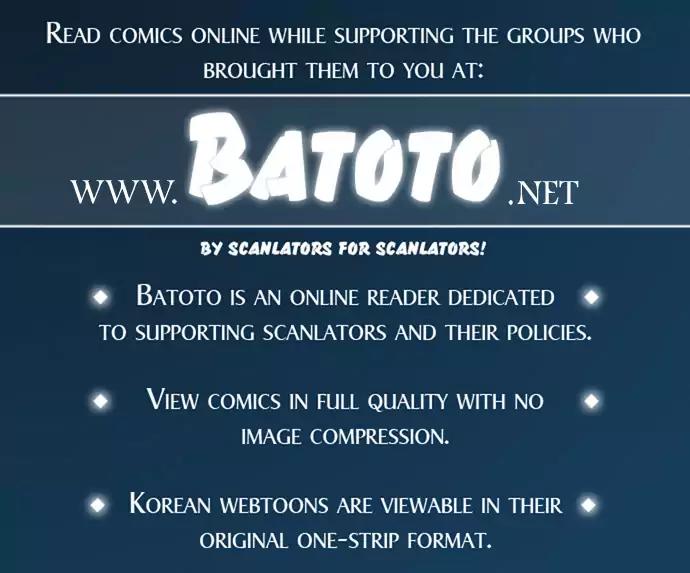 Read comics online while supporting the groups who
brought them to you at:
www.Batoto.net
by scanlators for scanlators!
Batoto is an online reader dedicated
to supporting scanlators and their policies.
View comics in full quality with no
image compression.
Korean webtoons are viewable in their
original one-strip format.